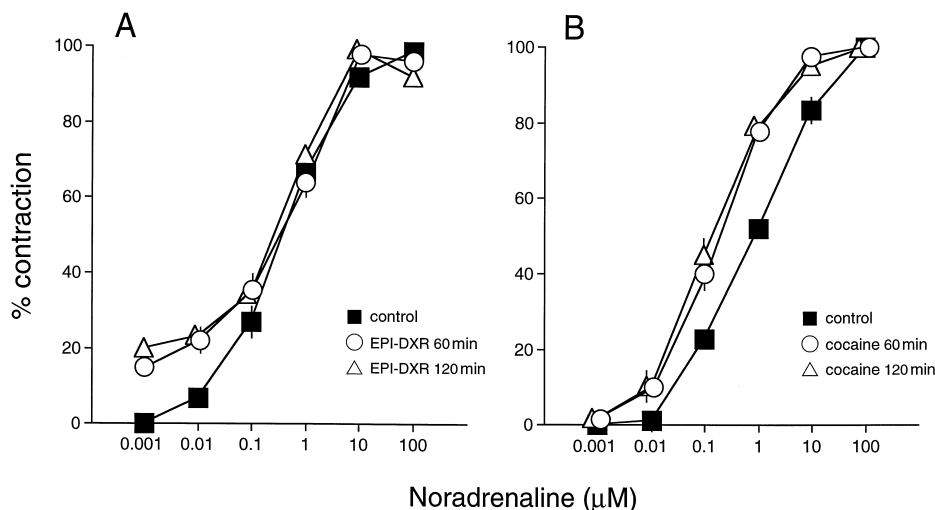 A
B
% contraction
100
80
60
40
20
0
0.001 0.01 0.1 1 10 100
control
EPI-DXR 60 min
EPI-DXR 120 min
100
80
60
40
20
0
0.001 0.01 0.1 1 10 100
control
cocaine 60 min
cocaine 120 min
Noradrenaline (μM)